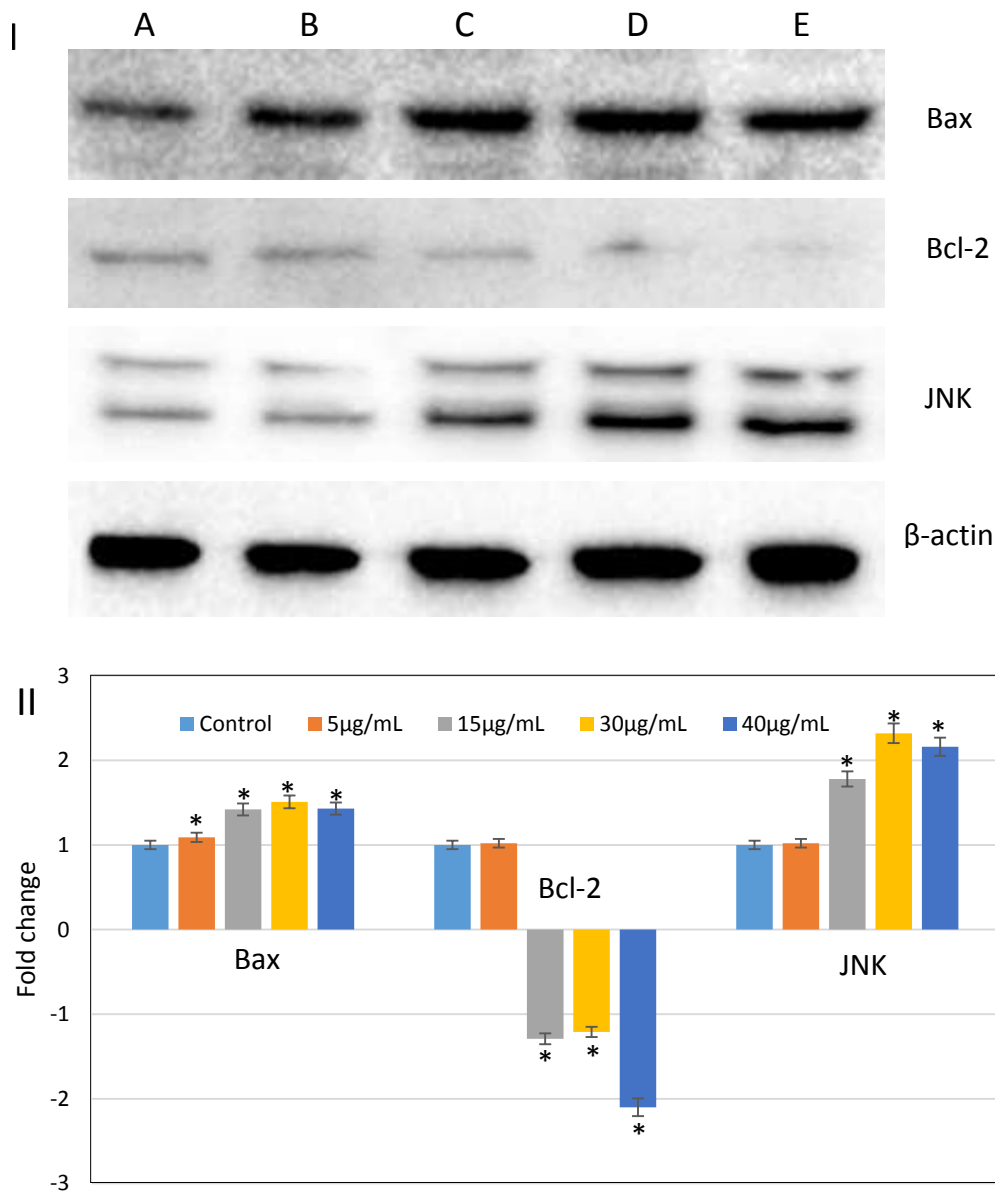 I
A B C D E
Bax
Bcl-2
JNK
β-actin
II
3
2
1
0
-1
-2
-3
Fold change
Control 5µg/mL 15µg/mL 30µg/mL 40µg/mL
* * * *
Bax
Bcl-2
* * *
* * *
JNK